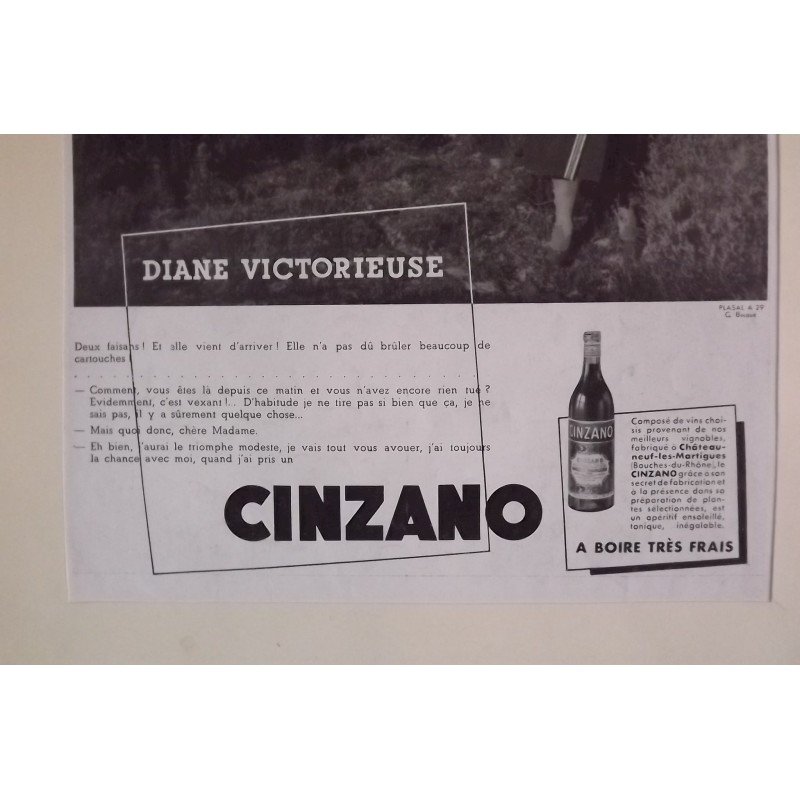 DIANE VICTORIEUSE
PLASAL A 29
Deux faisans ! Et elle vient d'arriver ! Elle n'a pas dû brûler beaucoup de
cartouches !
. . . . . . . . . . . . . . . . . . . . . . . . . . . . . . . . . . . .
— Comment, vous êtes là depuis ce matin et vous n'avez encore rien tué ?
Evidemment, c'est vexant !... D'habitude je ne tire pas si bien que ça, je ne
sais pas, il y a sûrement quelque chose...
— Mais quoi donc, chère Madame.
— Eh bien, j'aurai le triomphe modeste, je vais tout vous avouer, j'ai toujours
la chance avec moi, quand j'ai pris un
CINZANO
CINZANO
Composé de vins choi-
sis provenant de nos
meilleurs vignobles,
fabriqué à Château-
neuf-les-Martigues
(Bouches-du-Rhône), le
CINZANO grâce à son
secret de fabrication et
à la présence dans sa
préparation de plan-
tes sélectionnées, est
un apéritif ensoleillé,
tonique, inégalable.
A BOIRE TRÈS FRAIS